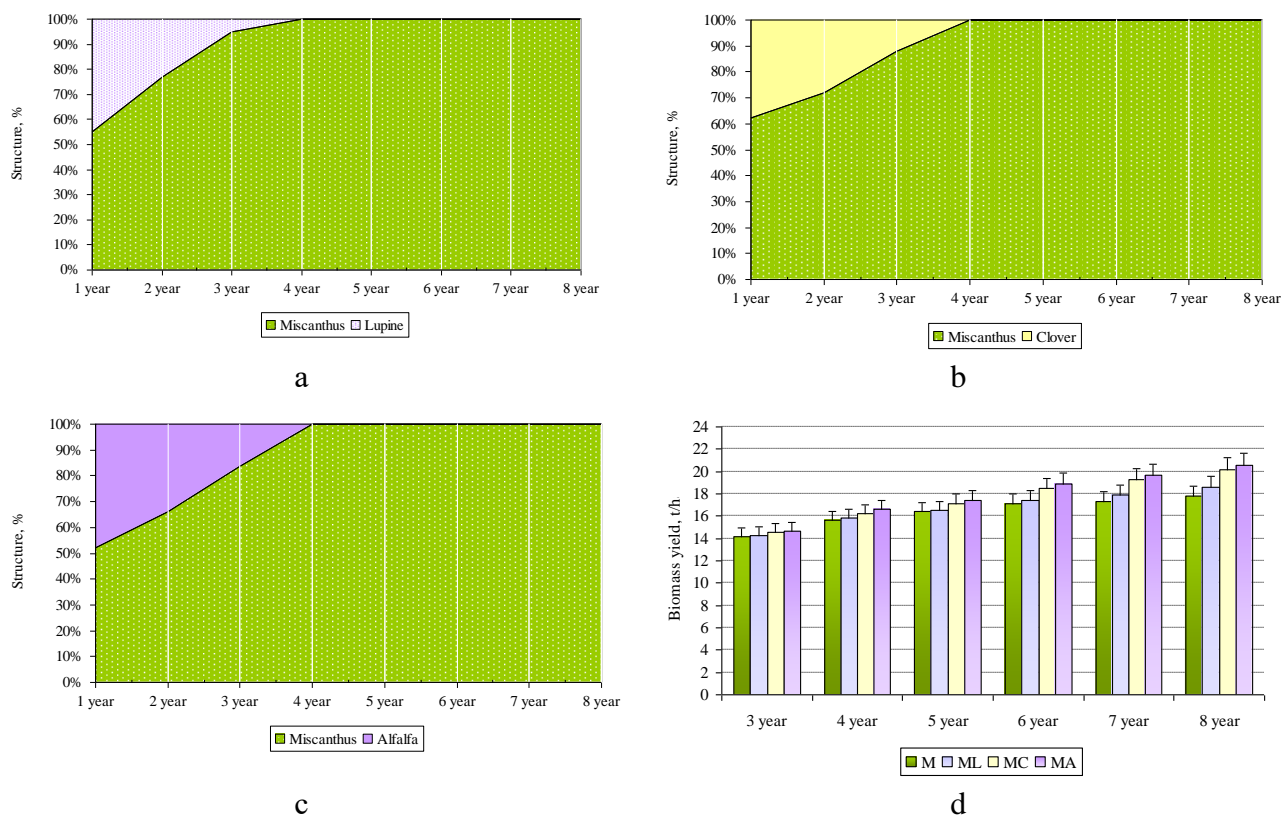 100%
90%
80%
70%
60%
50%
40%
30%
20%
10%
0%
Structure, %
1 year 2 year 3 year 4 year 5 year 6 year 7 year 8 year
Miscanthus Lupine
a
100%
90%
80%
70%
60%
50%
40%
30%
20%
10%
0%
Structure, %
1 year 2 year 3 year 4 year 5 year 6 year 7 year 8 year
Miscanthus Clover
b
100%
90%
80%
70%
60%
50%
40%
30%
20%
10%
0%
Structure, %
1 year 2 year 3 year 4 year 5 year 6 year 7 year 8 year
Miscanthus Alfalfa
c
24
22
20
18
16
14
12
10
8
6
4
2
0
Biomass yield, t/h
3 year 4 year 5 year 6 year 7 year 8 year
M ML MC MA
d